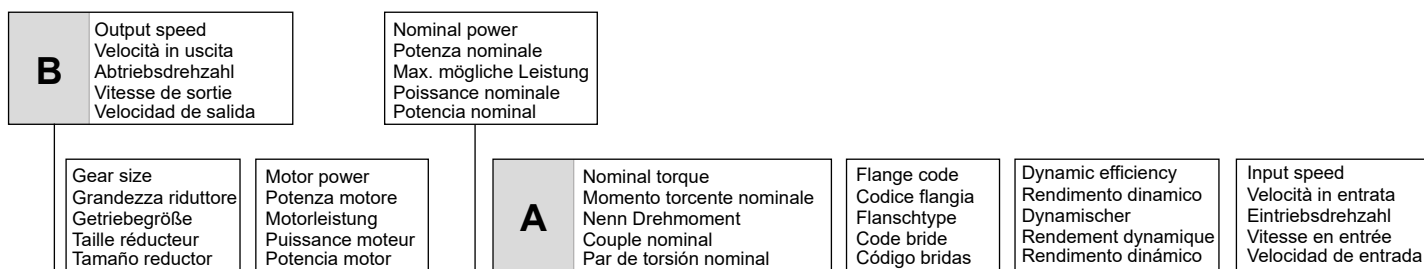 B
Output speed
Velocità in uscita
Abtriebsdrehzahl
Vitesse de sortie
Velocidad de salida
Nominal power
Potenza nominale
Max. mögliche Leistung
Poissance nominale
Potencia nominal
Gear size
Grandezza riduttore
Getriebegröße
Taille réducteur
Tamaño reductor
Motor power
Potenza motore
Motorleistung
Puissance moteur
Potencia motor
A
Nominal torque
Momento torcente nominale
Nenn Drehmoment
Couple nominal
Par de torsión nominal
Flange code
Codice flangia
Flanschtype
Code bride
Código bridas
Dynamic efficiency
Rendimento dinamico
Dynamischer
Rendement dynamique
Rendimento dinámico
Input speed
Velocità in entrata
Eintriebsdrehzahl
Vitesse en entrée
Velocidad de entrada